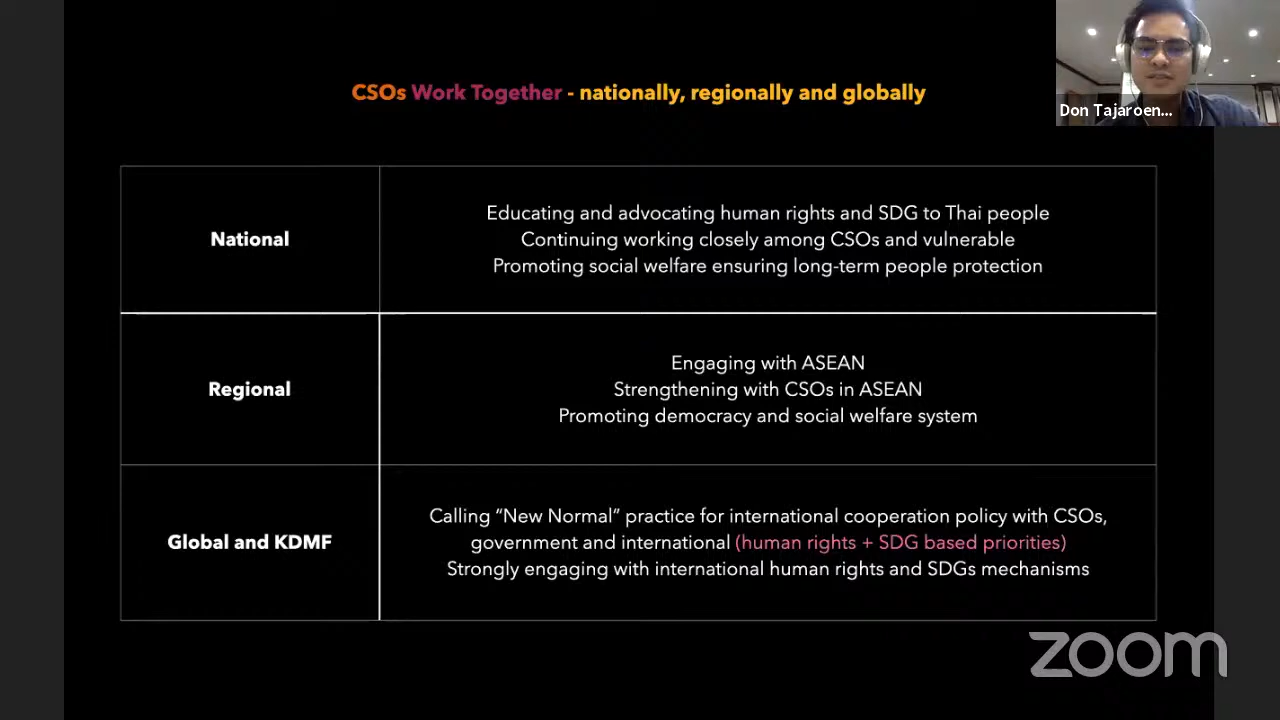 CSOs Work Together - nationally, regionally and globally
Don Tajaroen...
National
Educating and advocating human rights and SDG to Thai people
Continuing working closely among CSOs and vulnerable
Promoting social welfare ensuring long-term people protection
Regional
Engaging with ASEAN
Strengthening with CSOs in ASEAN
Promoting democracy and social welfare system
Global and KDMF
Calling “New Normal” practice for international cooperation policy with CSOs,
government and international (human rights + SDG based priorities)
Strongly engaging with international human rights and SDGs mechanisms
zoom